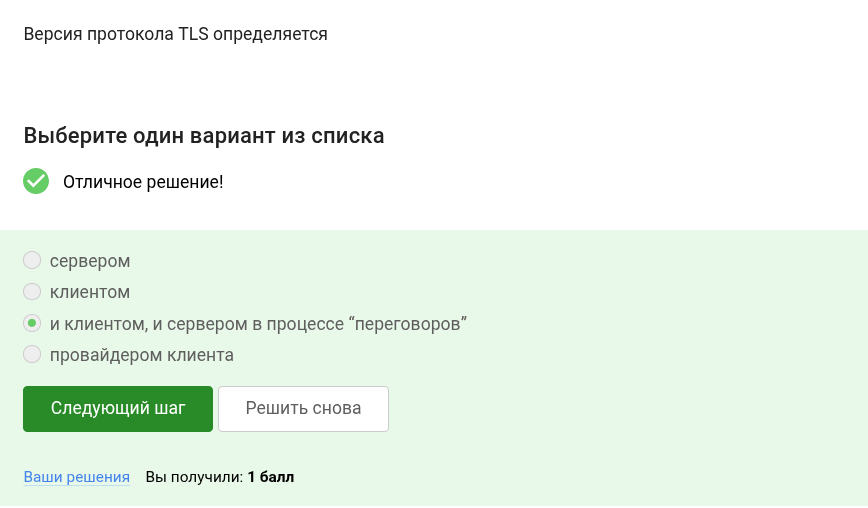 Версия протокола TLS определяется
Выберите один вариант из списка
Отличное решение!
сервером
клиентом
и клиентом, и сервером в процессе “переговоров”
провайдером клиента
Следующий шаг Решить снова
Ваши решения Вы получили: 1 балл